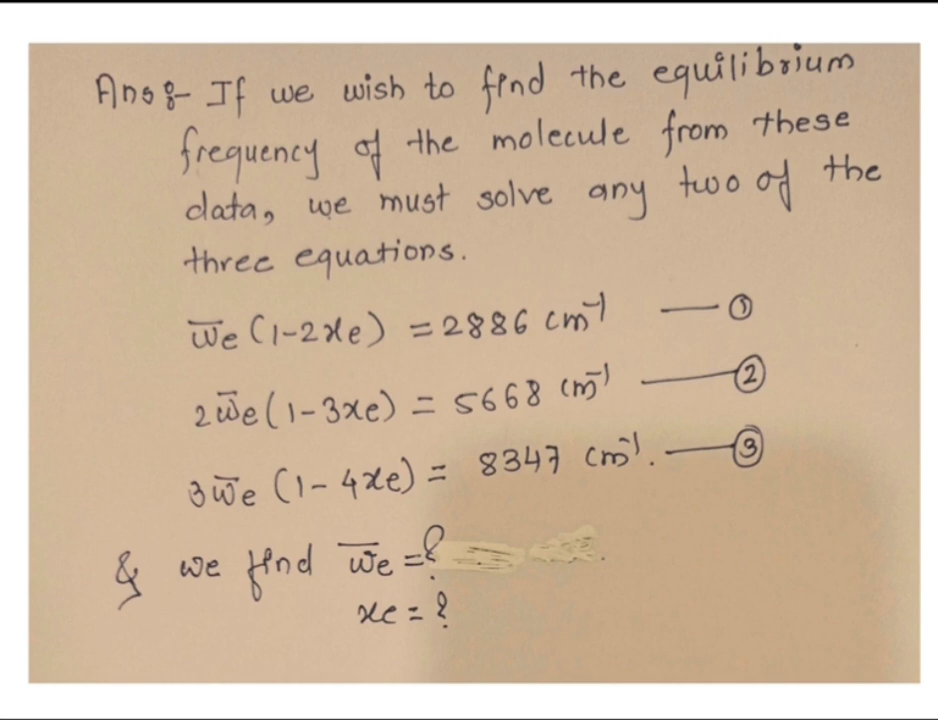 Ans:- If we wish to find the equilibrium
frequency of the molecule from these
data, we must solve any two of the
three equations.
w̅e (1-2xe) = 2886 cm⁻¹ — ①
2w̅e (1-3xe) = 5668 cm⁻¹ — ②
3w̅e (1-4xe) = 8347 cm⁻¹. — ③
& we find w̅e = ?
xe = ?